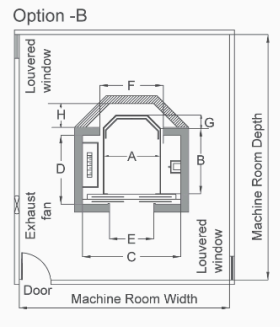 Option -B
Louvered
window
F
H
G
A
B
D
Machine Room Depth
Exhaust
fan
E
Louvered
window
C
Door
Machine Room Width